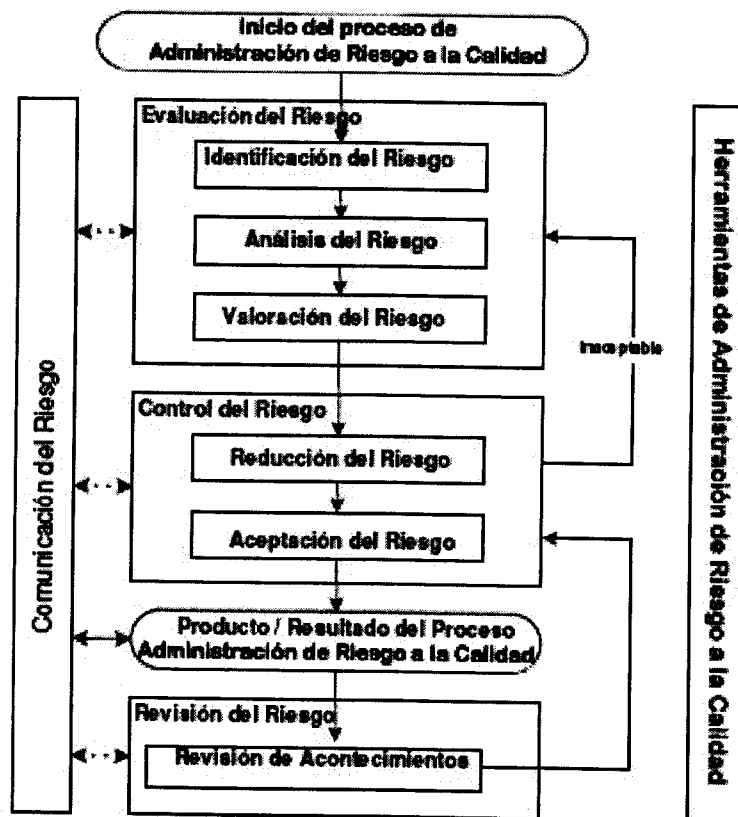 Inicio del proceso de
Administración de Riesgo a la Calidad
Evaluación del Riesgo
Identificación del Riesgo
Análisis del Riesgo
Valoración del Riesgo
Inaceptable
Control del Riesgo
Reducción del Riesgo
Aceptación del Riesgo
Producto / Resultado del Proceso
Administración de Riesgo a la Calidad
Revisión del Riesgo
Revisión de Acontecimientos
Comunicación del Riesgo
Herramientas de Administración de Riesgo a la Calidad